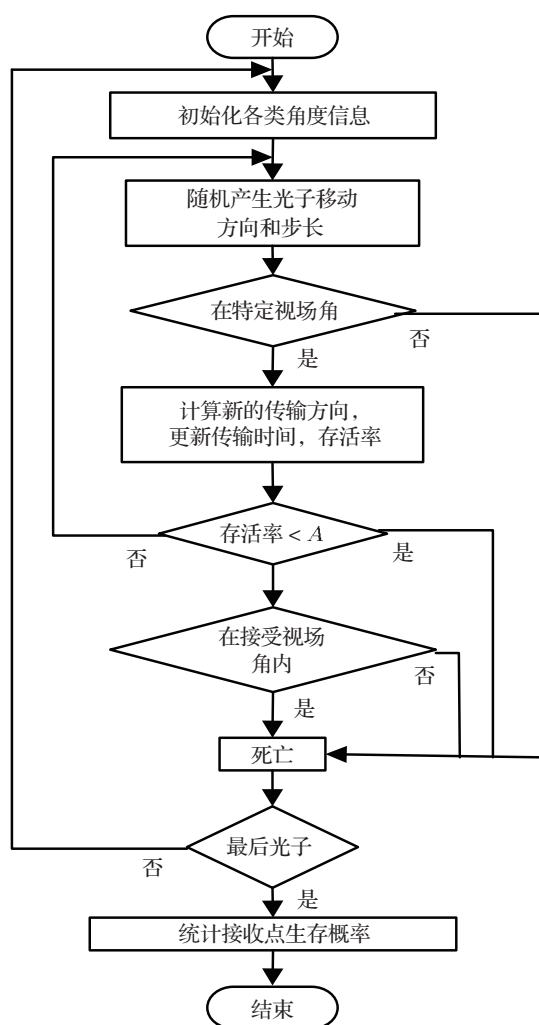 开始
初始化各类角度信息
随机产生光子移动
方向和步长
在特定视场角
否
是
计算新的传输方向，
更新传输时间，存活率
存活率 < A
否
是
在接受视场
角内
否
是
死亡
最后光子
否
是
统计接收点生存概率
结束